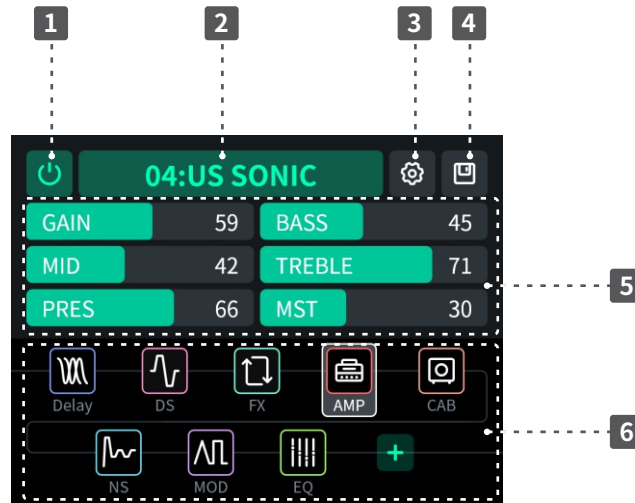 1 2 3 4
04:US SONIC
GAIN 59 BASS 45
MID 42 TREBLE 71
5
PRES 66 MST 30
Delay DS FX AMP CAB
6
NS MOD EQ +